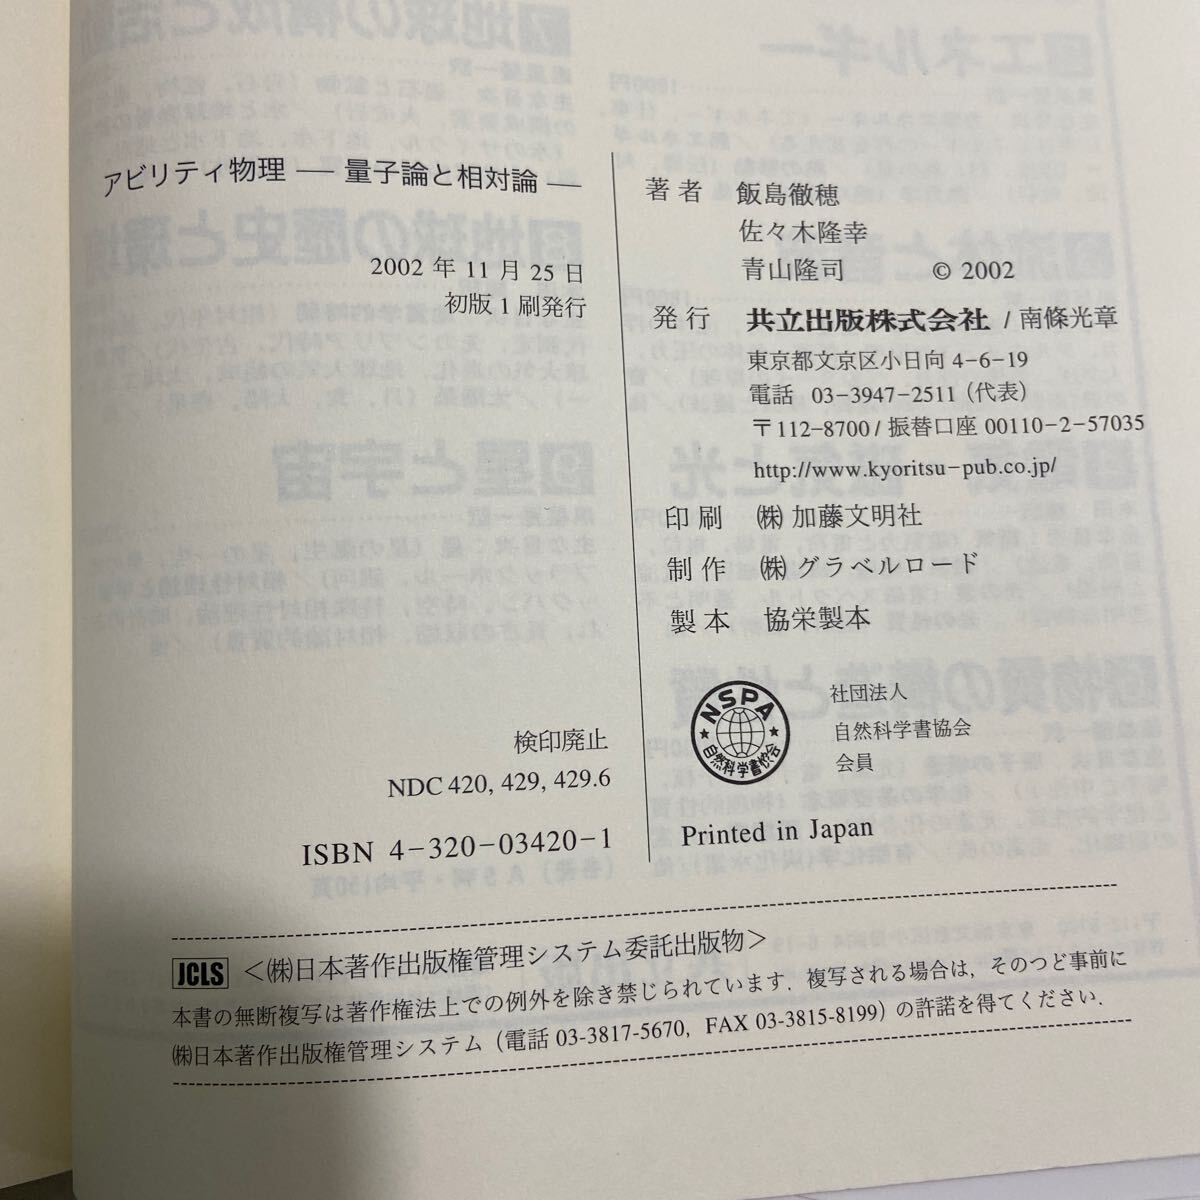 アビリティ物理 ― 量子論と相対論 ―
2002 年 11 月 25 日
初版 1 刷発行
検印廃止
NDC 420, 429, 429.6
ISBN 4-320-03420-1
著者 飯島徹穂
佐々木隆幸
青山隆司 © 2002
発行 共立出版株式会社 / 南條光章
東京都文京区小日向 4-6-19
電話 03-3947-2511 (代表)
〒112-8700 / 振替口座 00110-2-57035
http://www.kyoritsu-pub.co.jp/
印刷 ㈱ 加藤文明社
制作 ㈱ グラベルロード
製本 協栄製本
NSPA
自然科学書協会
社団法人
自然科学書協会
会員
Printed in Japan
JCLS <㈱日本著作出版権管理システム委託出版物>
本書の無断複写は著作権法上での例外を除き禁じられています．複写される場合は，そのつど事前に
㈱日本著作出版権管理システム (電話 03-3817-5670, FAX 03-3815-8199) の許諾を得てください．